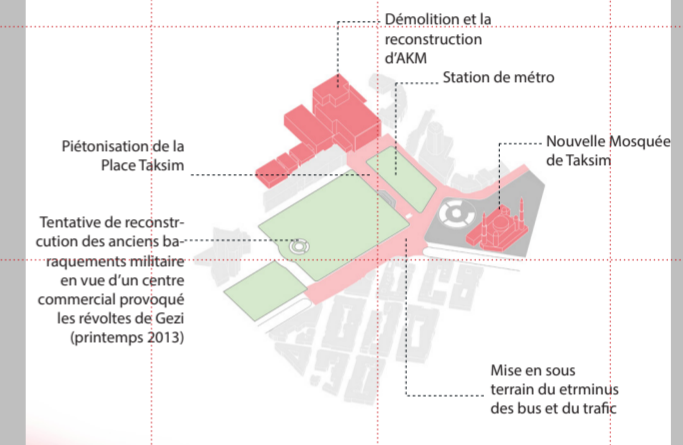 Démolition et la
reconstruction
d'AKM
Station de métro
Nouvelle Mosquée
de Taksim
Piétonisation de la
Place Taksim
Tentative de reconstr-
cution des anciens ba-
raquements militaire
en vue d'un centre
commercial provoqué
les révoltes de Gezi
(printemps 2013)
Mise en sous
terrain du etrminus
des bus et du trafic